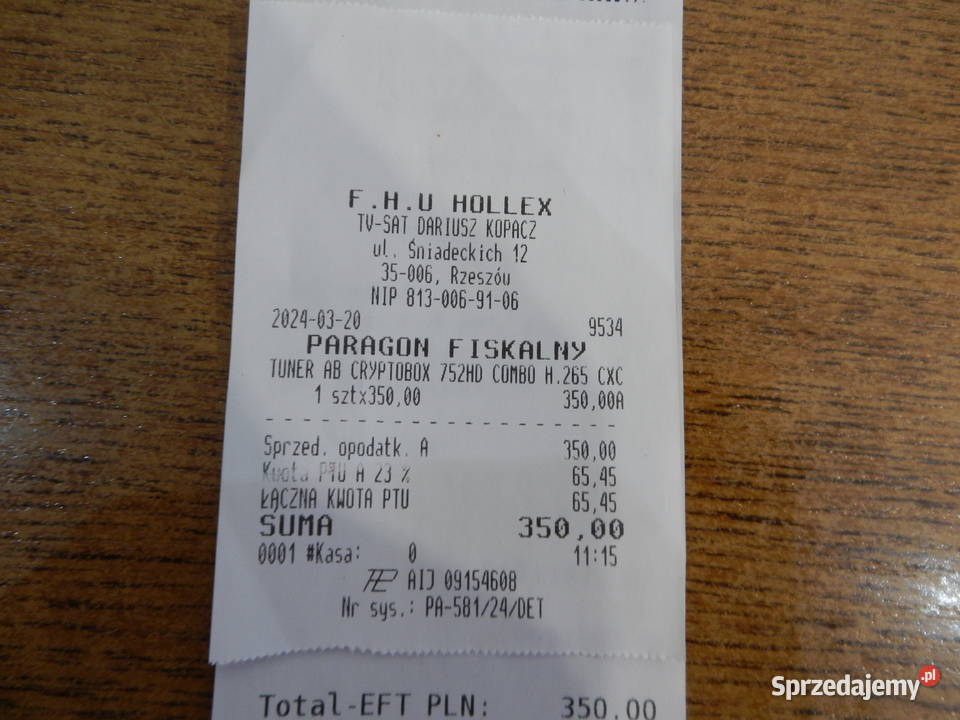 F.H.U HOLLEX
TV-SAT DARIUSZ KOPACZ
ul. Śniadeckich 12
35-006, Rzeszów
NIP 813-006-91-06
2024-03-20 9534
PARAGON FISKALNY
TUNER AB CRYPTOBOX 752HD COMBO H.265 CXC
1 sztx350,00 350,00A
Sprzed. opodatk. A 350,00
Kwota PTU A 23 % 65,45
ŁĄCZNA KWOTA PTU 65,45
SUMA 350,00
0001 #Kasa: 0 11:15
AIJ 09154608
Nr sys.: PA-581/24/DET
Total-EFT PLN: 350.00
Sprzedajemy.pl